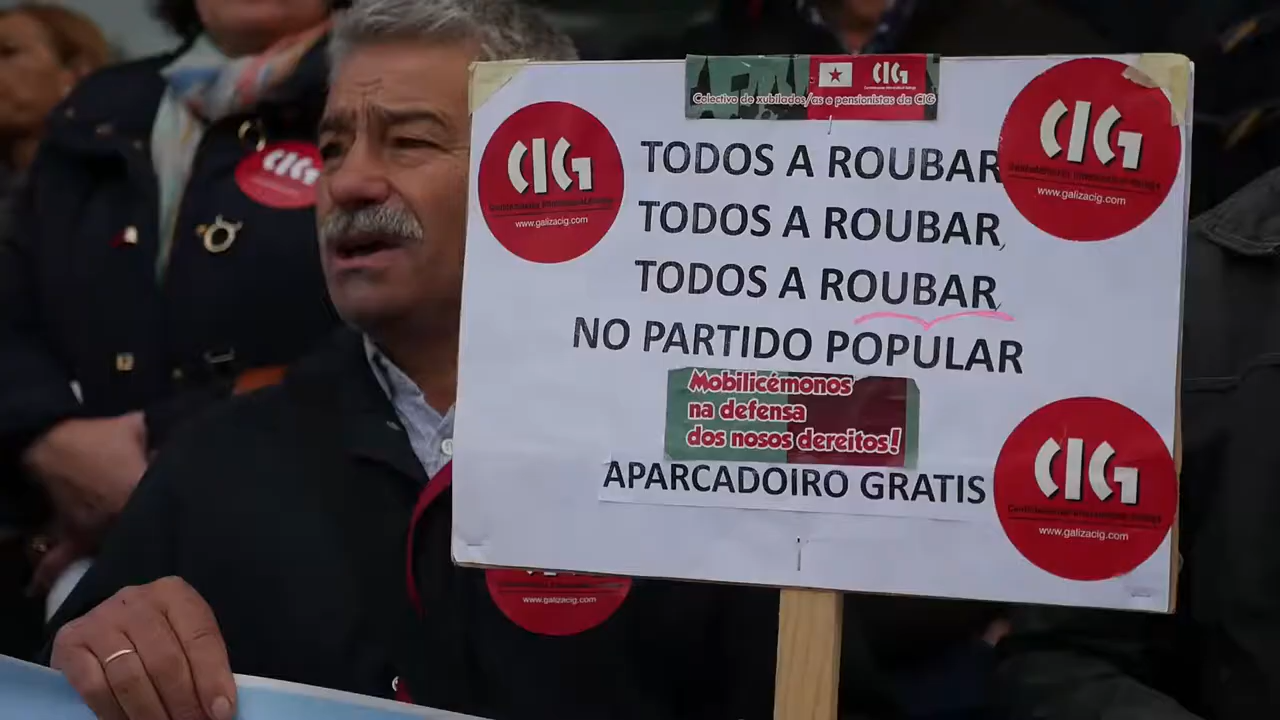 CIG
Colectivo de xubilados/as e pensionistas da CIG
CIG
www.galizacig.com
CIG
www.galizacig.com
TODOS A ROUBAR
TODOS A ROUBAR,
TODOS A ROUBAR,
NO PARTIDO POPULAR
Mobilicémonos
na defensa
dos nosos dereitos!
APARCADOIRO GRATIS
CIG
www.galizacig.com
CIG
www.galizacig.com